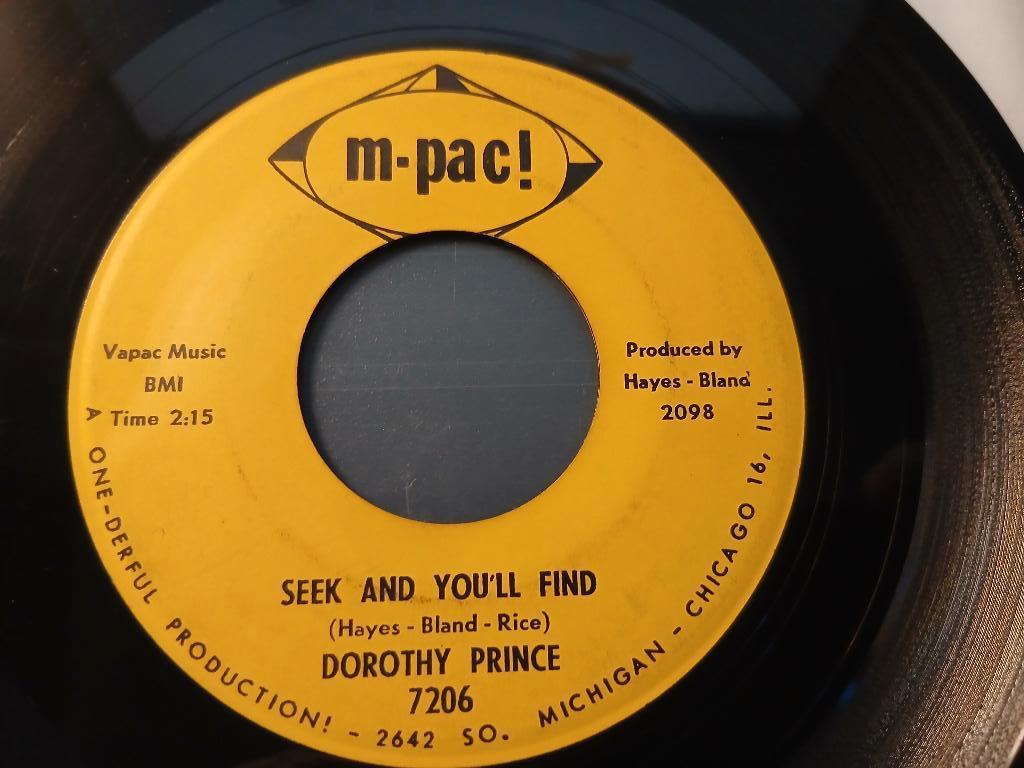 m-pac!
Vapac Music
BMI
Time 2:15
Produced by
Hayes - Bland
2098
SEEK AND YOU'LL FIND
(Hayes - Bland - Rice)
DOROTHY PRINCE
7206
A ONE-DERFUL PRODUCTION! - 2642 SO. MICHIGAN - CHICAGO 16, ILL.